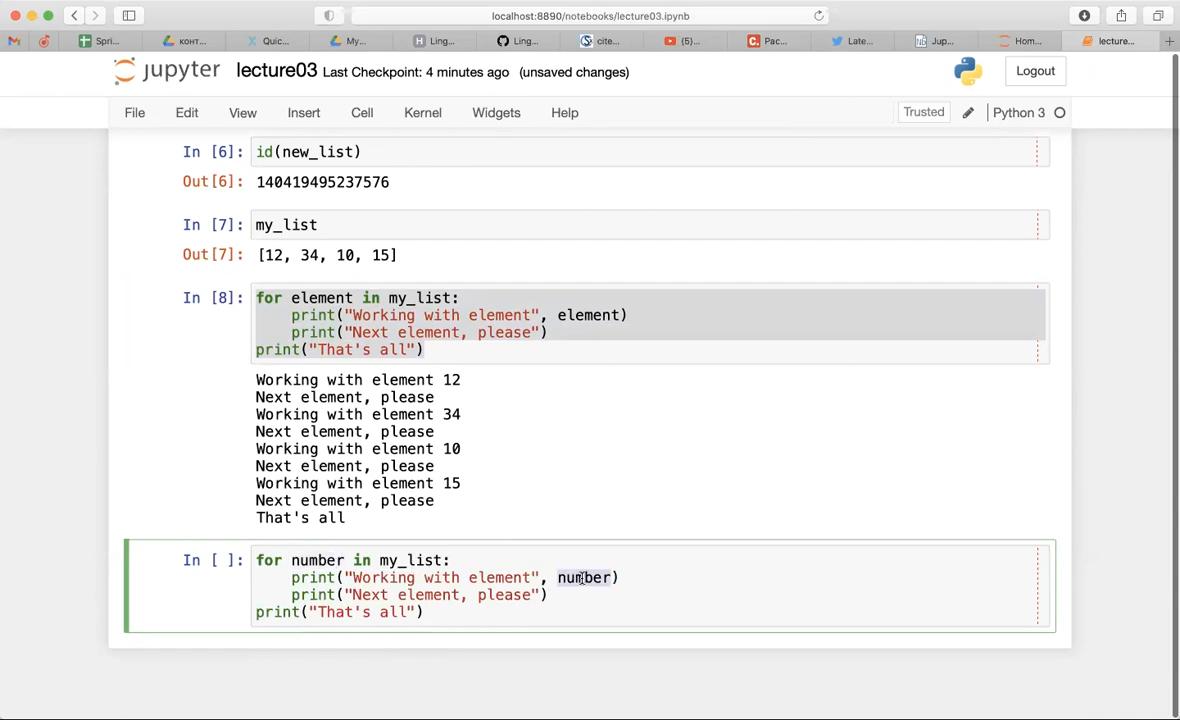 localhost:8890/notebooks/lecture03.ipynb
Spri...
конт...
Quic...
My...
Ling...
Ling...
cite...
(5)...
Pac...
Late...
Jup...
Hom...
lecture...
jupyter lecture03 Last Checkpoint: 4 minutes ago (unsaved changes)
Logout
File Edit View Insert Cell Kernel Widgets Help
Trusted
Python 3
In [6]: id(new_list)
Out[6]: 140419495237576
In [7]: my_list
Out[7]: [12, 34, 10, 15]
In [8]: for element in my_list:
print("Working with element", element)
print("Next element, please")
print("That's all")
Working with element 12
Next element, please
Working with element 34
Next element, please
Working with element 10
Next element, please
Working with element 15
Next element, please
That's all
In [ ]: for number in my_list:
print("Working with element", number)
print("Next element, please")
print("That's all")